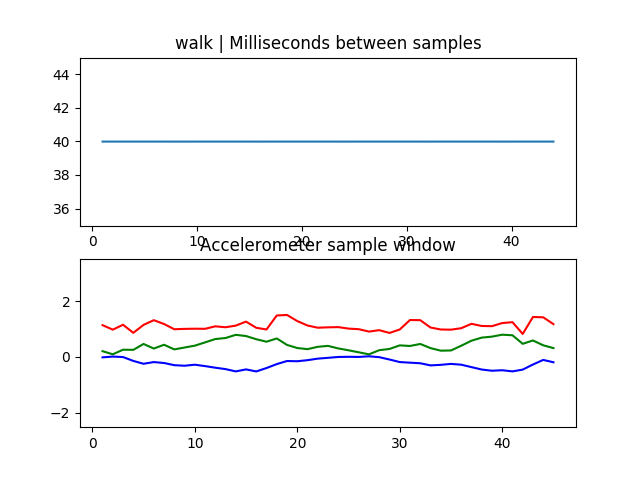 walk | Milliseconds between samples
44
42
40
38
36
0 10 20 30 40
Accelerometer sample window
2
0
−2
0 10 20 30 40